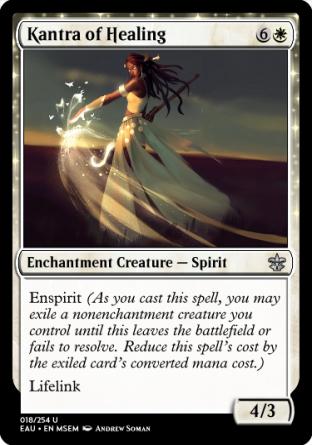 Kantra of Healing 6
Enchantment Creature — Spirit
Enspirit (As you cast this spell, you may
exile a nonenchantment creature you
control until this leaves the battlefield or
fails to resolve. Reduce this spell's cost by
the exiled card's converted mana cost.)
Lifelink
4/3
018/254 U
EAU • EN MSEM ANDREW SOMAN